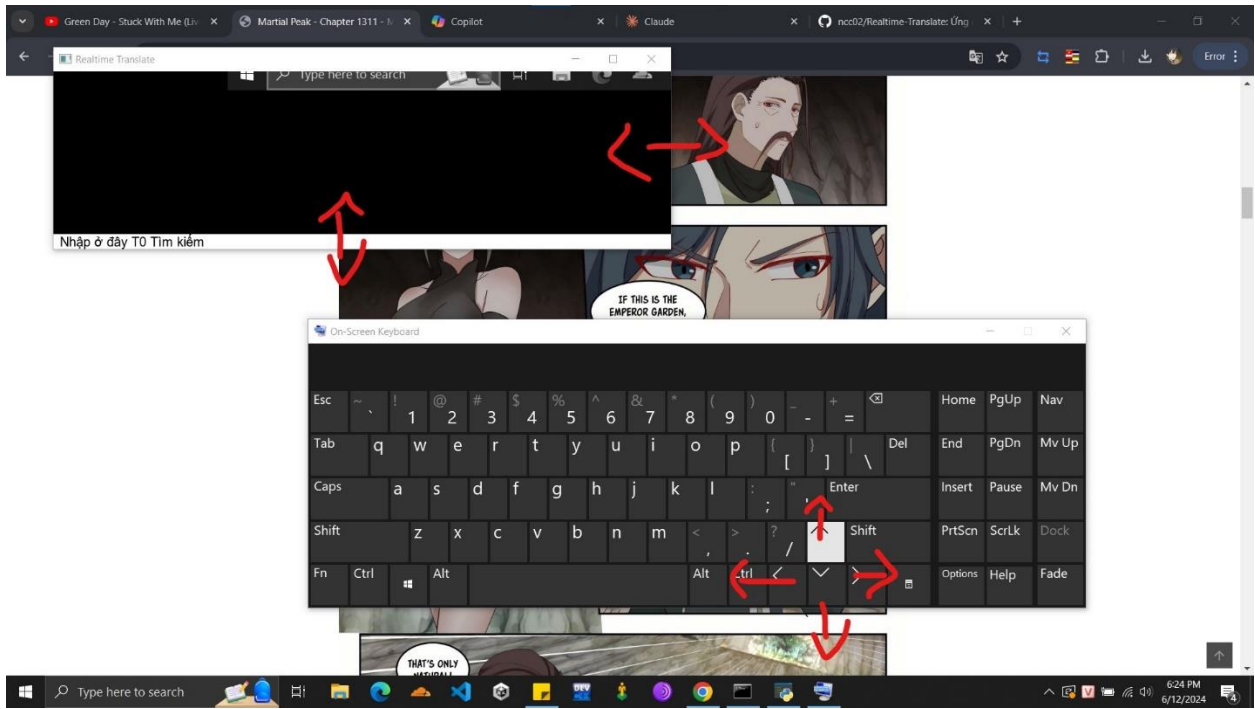 Green Day - Stuck With Me (Liv
Martial Peak - Chapter 1311 - M
Copilot
Claude
ncc02/Realtime-Translate: Ứng
Error
Realtime Translate
Type here to search
Nhập ở đây T0 Tìm kiếm
IF THIS IS THE
EMPEROR GARDEN,
On-Screen Keyboard
Esc ~ ` ! 1 @ 2 # 3 $ 4 % 5 ^ 6 & 7 * 8 ( 9 ) 0 _ - + = Home PgUp Nav
Tab q w e r t y u i o p { [ } ] | \ Del End PgDn Mv Up
Caps a s d f g h j k l : ; " ' Enter Insert Pause Mv Dn
Shift z x c v b n m < , > . ? / Shift PrtScn ScrLk Dock
Fn Ctrl Alt Alt Ctrl Options Help Fade
THAT'S ONLY
NATURAL!
Type here to search
DEV
V
6:24 PM
6/12/2024
4